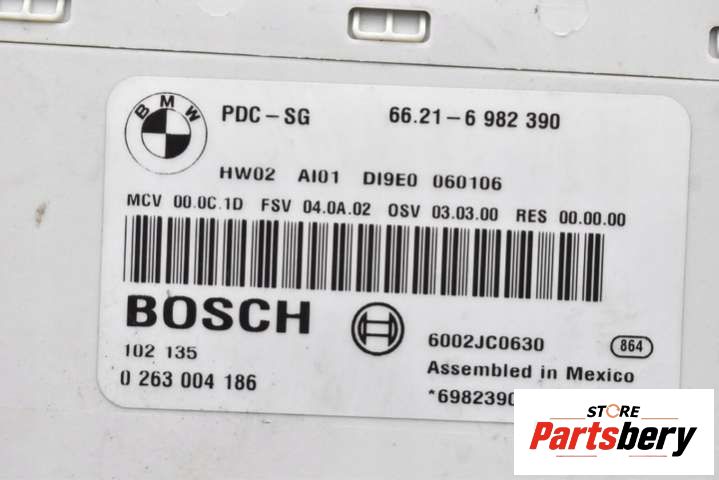 BMW PDC-SG 66.21-6 982 390
HW02 AI01 DI9E0 060106
MCV 00.0C.1D FSV 04.0A.02 OSV 03.03.00 RES 00.00.00
BOSCH
102 135 6002JC0630 864
0 263 004 186 Assembled in Mexico
*6982390
STORE
Partsbery